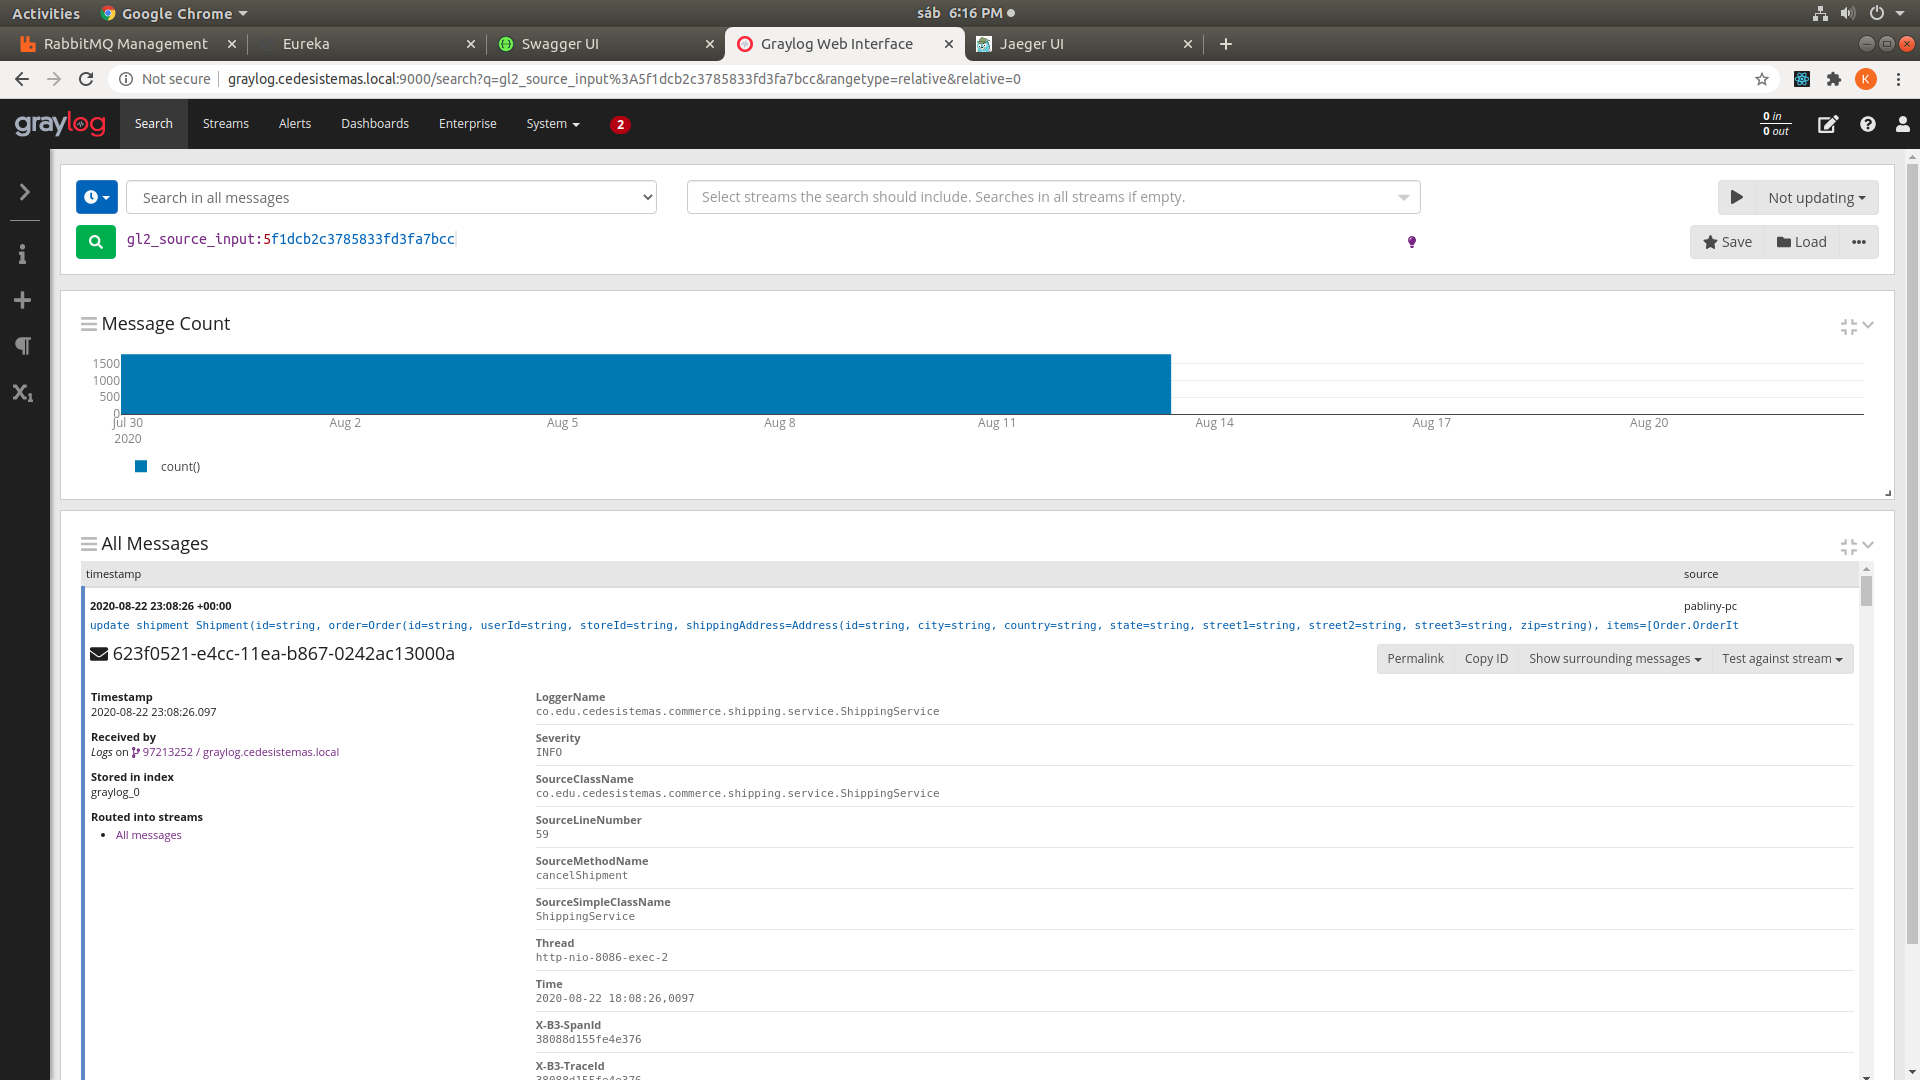 Activities Google Chrome sáb 6:16 PM
RabbitMQ Management Eureka Swagger UI Graylog Web Interface Jaeger UI
Not secure graylog.cedesistemas.local:9000/search?q=gl2_source_input%3A5f1dcb2c3785833fd3fa7bcc&rangetype=relative&relative=0 K
graylog Search Streams Alerts Dashboards Enterprise System 2 0 in
0 out
Search in all messages Select streams the search should include. Searches in all streams if empty. Not updating
gl2_source_input:5f1dcb2c3785833fd3fa7bcc Save Load
Message Count
1500
1000
500
0
Jul 30 Aug 2 Aug 5 Aug 8 Aug 11 Aug 14 Aug 17 Aug 20
2020
count()
All Messages
timestamp source
2020-08-22 23:08:26 +00:00 pabliny-pc
update shipment Shipment(id=string, order=Order(id=string, userId=string, storeId=string, shippingAddress=Address(id=string, city=string, country=string, state=string, street1=string, street2=string, street3=string, zip=string), items=[Order.OrderIt
623f0521-e4cc-11ea-b867-0242ac13000a Permalink Copy ID Show surrounding messages Test against stream
Timestamp
2020-08-22 23:08:26.097
Received by
Logs on 97213252 / graylog.cedesistemas.local
Stored in index
graylog_0
Routed into streams
All messages
LoggerName
co.edu.cedesistemas.commerce.shipping.service.ShippingService
Severity
INFO
SourceClassName
co.edu.cedesistemas.commerce.shipping.service.ShippingService
SourceLineNumber
59
SourceMethodName
cancelShipment
SourceSimpleClassName
ShippingService
Thread
http-nio-8086-exec-2
Time
2020-08-22 18:08:26,0097
X-B3-SpanId
38088d155fe4e376
X-B3-TraceId
38088d155fe4e376